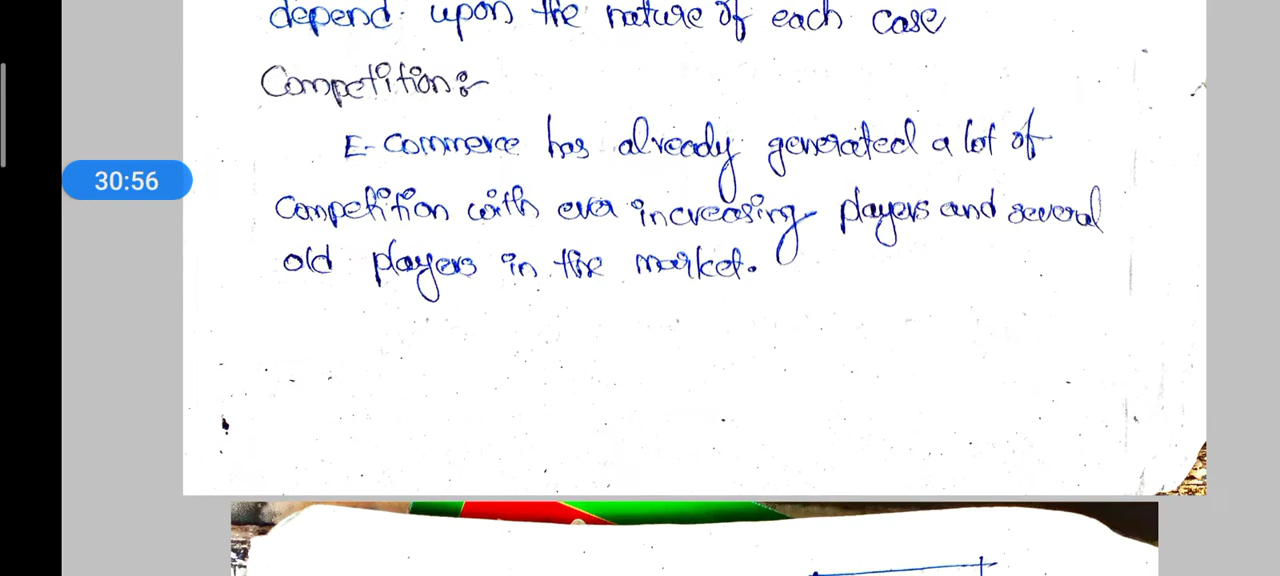 depend upon the nature of each case
Competition:-
E-Commerce has already generated a lot of
30:56
competition with ever increasing players and several
old players in the market.